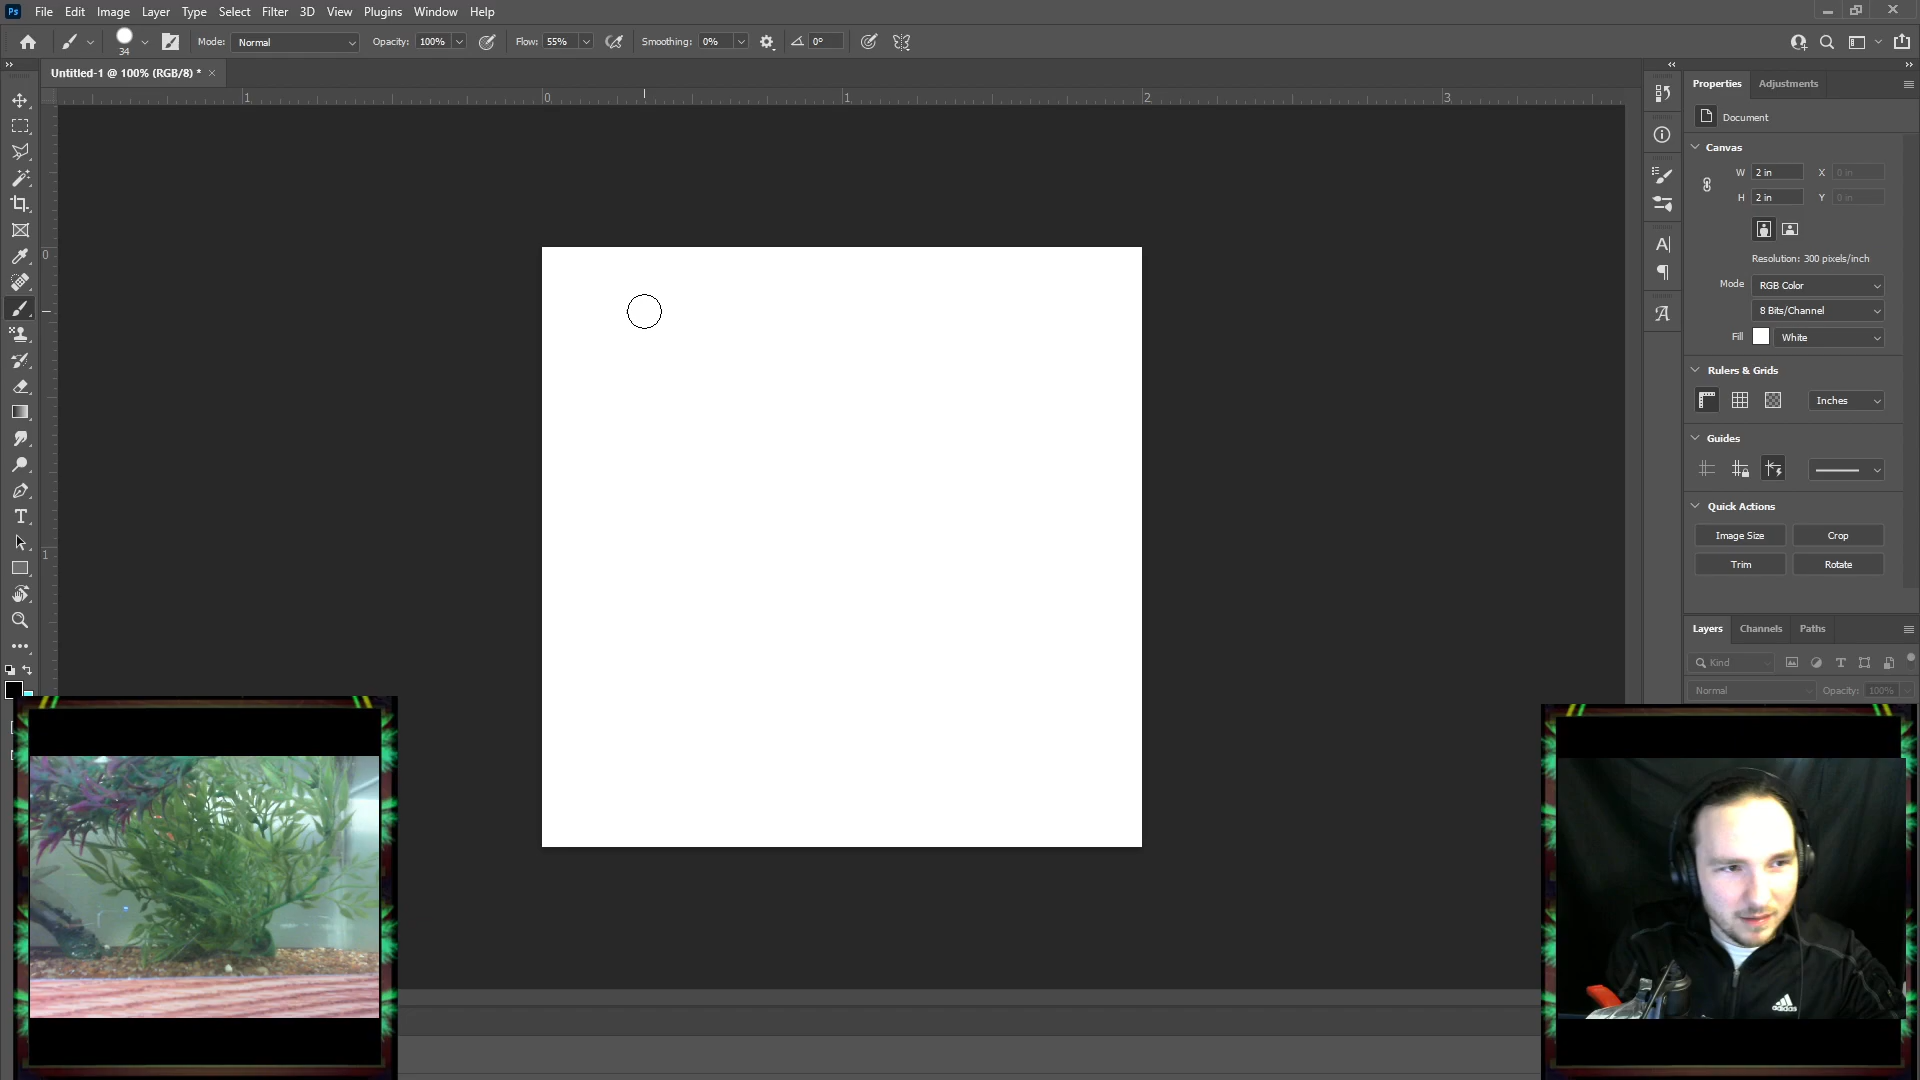 Ps File Edit Image Layer Type Select Filter 3D View Plugins Window Help
34 Mode: Normal Opacity: 100% Flow: 55% Smoothing: 0% 0°
Untitled-1 @ 100% (RGB/8) * ×
1 0 1 2 3
0
1
Properties Adjustments
Document
Canvas
W 2 in X 0 in
H 2 in Y 0 in
Resolution: 300 pixels/inch
Mode RGB Color
8 Bits/Channel
Fill White
Rulers & Grids
Inches
Guides
Quick Actions
Image Size Crop
Trim Rotate
Layers Channels Paths
Kind
Normal Opacity: 100%
adidas